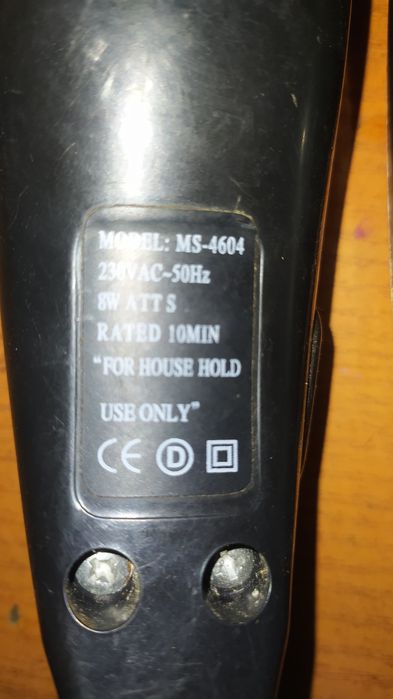 MODEL: MS-4604
230VAC~50Hz
8W ATT S
RATED 10MIN
“FOR HOUSE HOLD
USE ONLY”
CE D